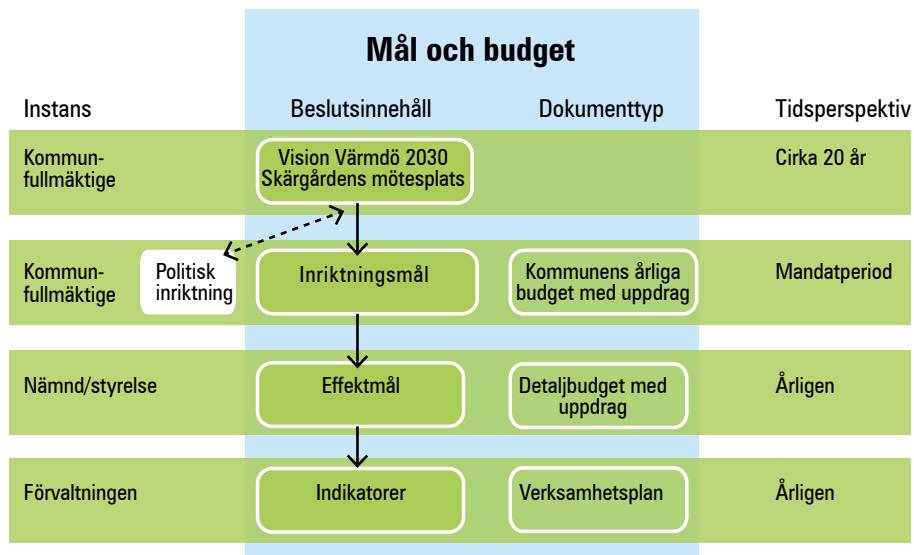 Mål och budget
Instans Beslutsinnehåll Dokumenttyp Tidsperspektiv
Kommun-
fullmäktige
Vision Värmdö 2030
Skärgårdens mötesplats
Cirka 20 år
Kommun-
fullmäktige
Politisk
inriktning
Inriktningsmål
Kommunens årliga
budget med uppdrag
Mandatperiod
Nämnd/styrelse
Effektmål
Detaljbudget med
uppdrag
Årligen
Förvaltningen
Indikatorer
Verksamhetsplan
Årligen